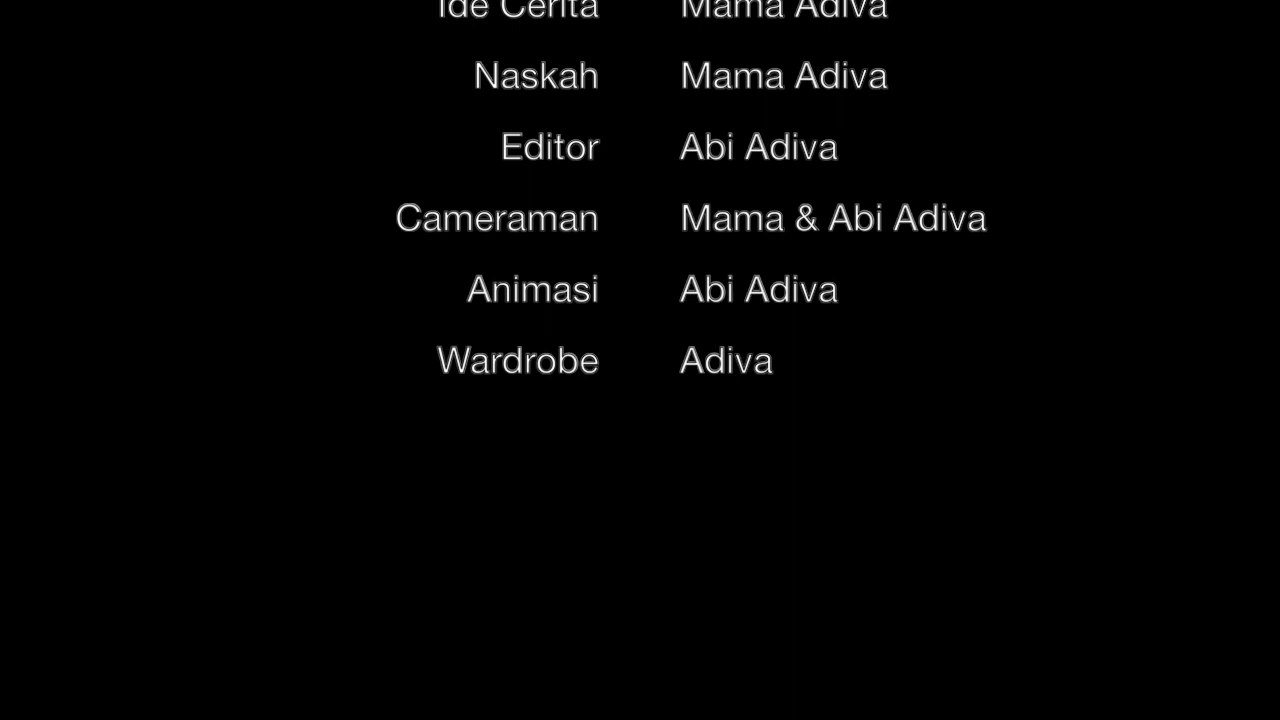 Ide Cerita Mama Adiva
Naskah Mama Adiva
Editor Abi Adiva
Cameraman Mama & Abi Adiva
Animasi Abi Adiva
Wardrobe Adiva